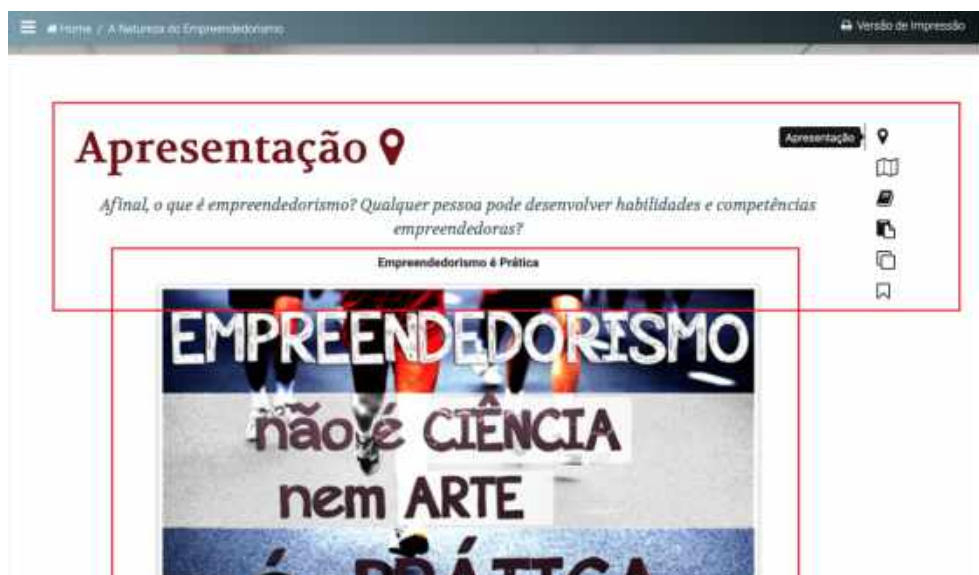 Home / A Natureza do Empreendedorismo
Versão de Impressão
Apresentação
Apresentação
Afinal, o que é empreendedorismo? Qualquer pessoa pode desenvolver habilidades e competências
empreendedoras?
Empreendedorismo é Prática
EMPREENDEDORISMO
não é CIÊNCIA
nem ARTE
é PRÁTICA